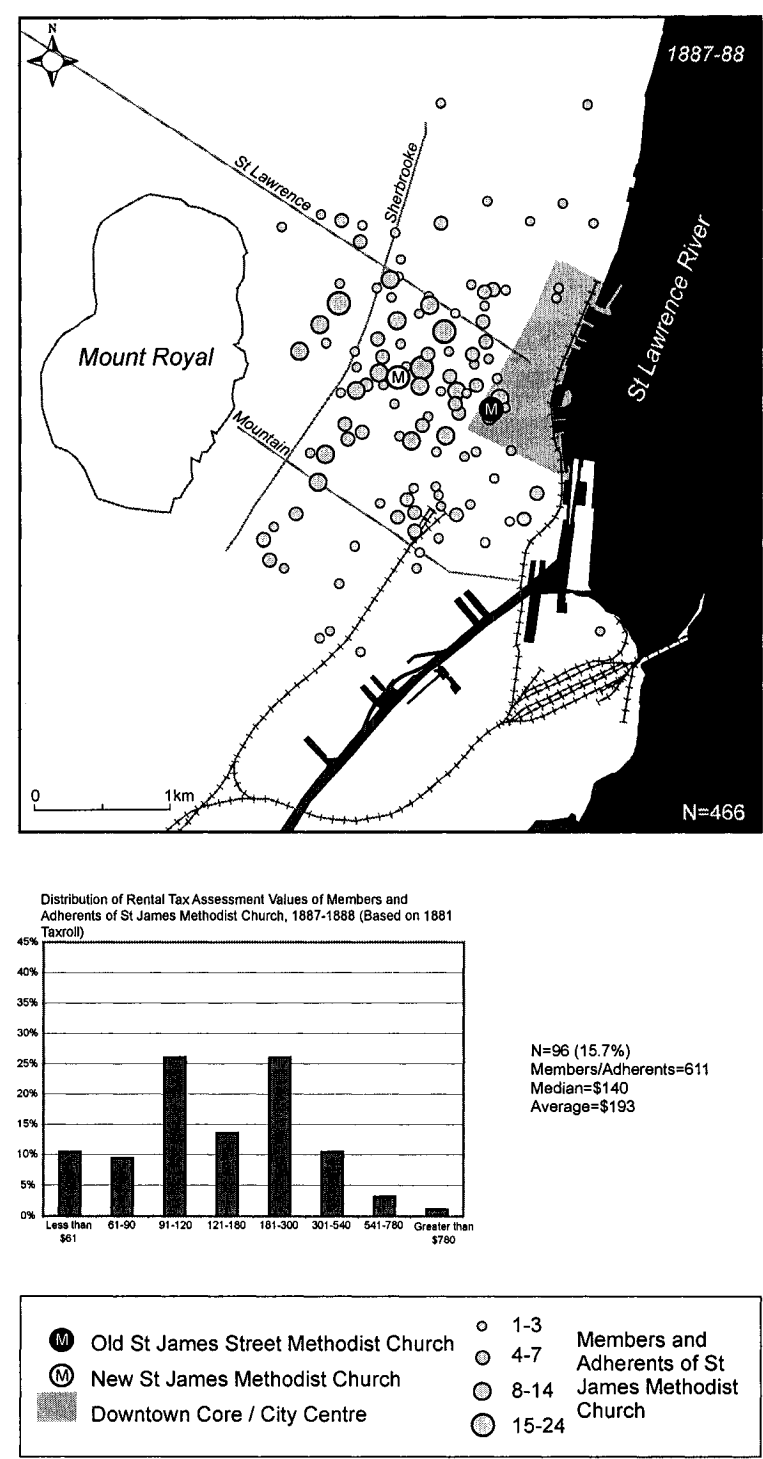 N
1887-88
St Lawrence
Sherbrooke
St Lawrence River
Mount Royal
M
M
Mountain
0
1km
N=466
Distribution of Rental Tax Assessment Values of Members and
Adherents of St James Methodist Church, 1887-1888 (Based on 1881
Taxroll)
45%
40%
35%
30%
25%
20%
15%
10%
5%
0%
Less than
$61
61-90
91-120
121-180
181-300
301-540
541-780
Greater than
$780
N=96 (15.7%)
Members/Adherents=611
Median=$140
Average=$193
M Old St James Street Methodist Church
M New St James Methodist Church
Downtown Core / City Centre
1-3
4-7
8-14
15-24
Members and
Adherents of St
James Methodist
Church